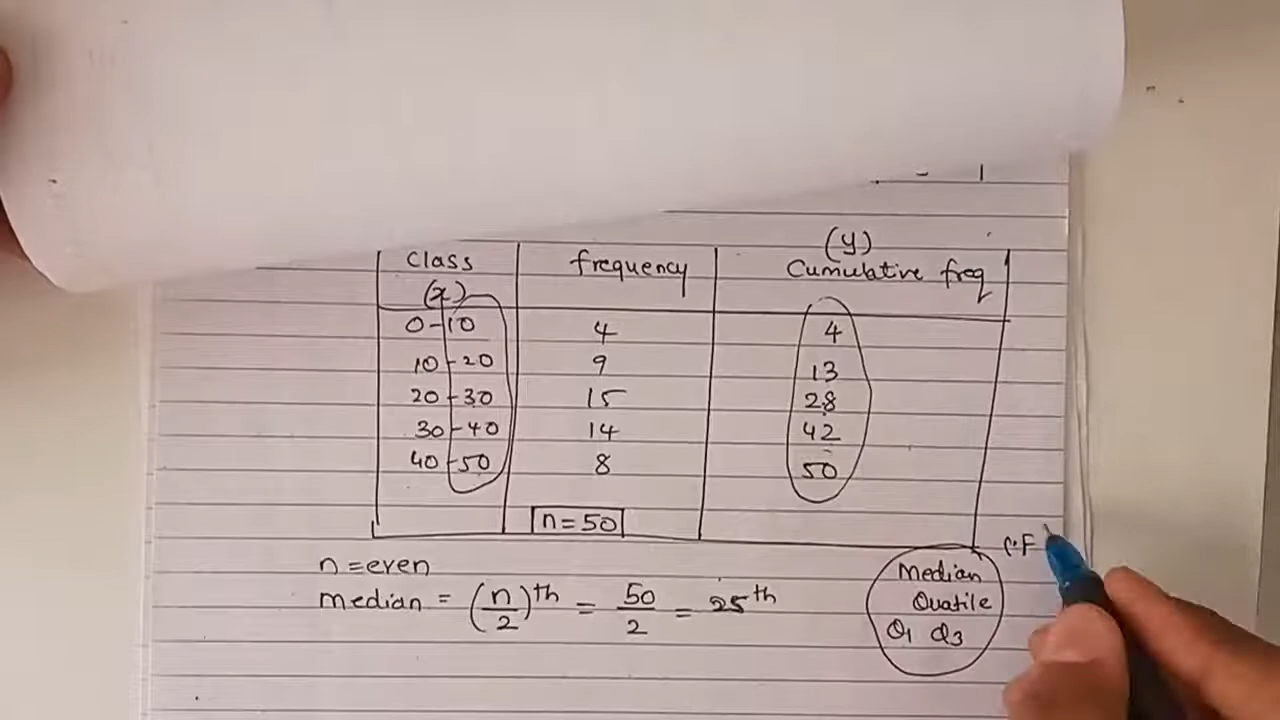 (y)
Class frequency Cumulative freq
(x)
0-10 4 4
10-20 9 13
20-30 15 28
30-40 14 42
40-50 8 50
n=50
n=even
median = (n/2)th = 50/2 = 25th
C.F
Median
Quatile
Q1 Q3